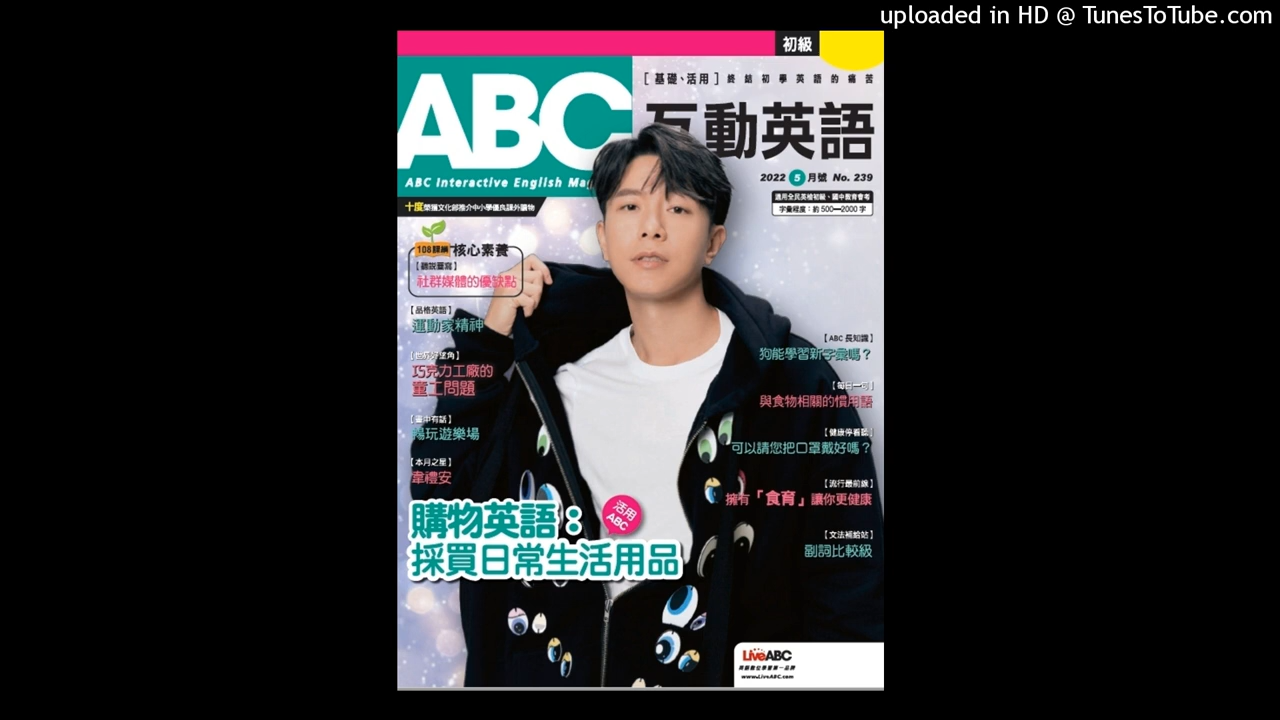 uploaded in HD @ TunesToTube.com
初級
ABC
ABC Interactive English Ma
十度榮獲文化部推介中小學優良課外讀物
[基礎、活用] 終結初學英語的痛苦
互動英語
2022 5 月號 No. 239
適用全民英檢初級、國中教育會考
字彙程度：約 500—2000 字
108課綱 核心素養
【聽說讀寫】
社群媒體的優缺點
【品格英語】
運動家精神
【世界好望角】
巧克力工廠的
童工問題
【畫中有話】
暢玩遊樂場
【本月之星】
韋禮安
活用
ABC
購物英語：
採買日常生活用品
【ABC 長知識】
狗能學習新字彙嗎？
【每日一句】
與食物相關的慣用語
【健康停看聽】
可以請您把口罩戴好嗎？
【流行最前線】
擁有「食育」讓你更健康
【文法補給站】
副詞比較級
LiveABC
www.LiveABC.com